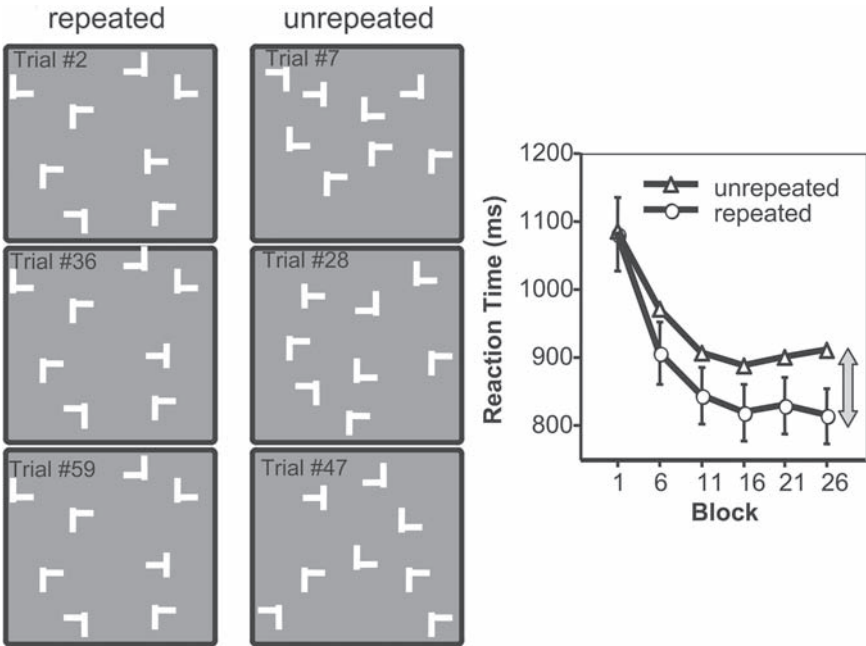 repeated
unrepeated
Trial #2
Trial #7
Trial #36
Trial #28
Trial #59
Trial #47
1200
1100
1000
900
800
Reaction Time (ms)
unrepeated
repeated
1 6 11 16 21 26
Block